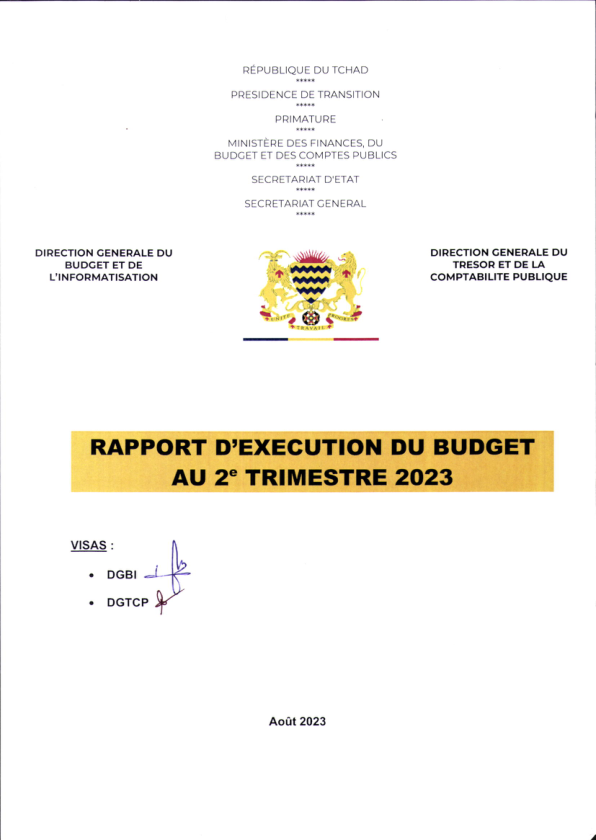 RÉPUBLIQUE DU TCHAD
*****
PRESIDENCE DE TRANSITION
*****
PRIMATURE
*****
MINISTÈRE DES FINANCES, DU
BUDGET ET DES COMPTES PUBLICS
*****
SECRETARIAT D'ETAT
*****
SECRETARIAT GENERAL
*****
DIRECTION GENERALE DU
BUDGET ET DE
L'INFORMATISATION
UNITÉ TRAVAIL PROGRES
DIRECTION GENERALE DU
TRESOR ET DE LA
COMPTABILITE PUBLIQUE
RAPPORT D'EXECUTION DU BUDGET
AU 2e TRIMESTRE 2023
VISAS :
• DGBI
• DGTCP
Août 2023